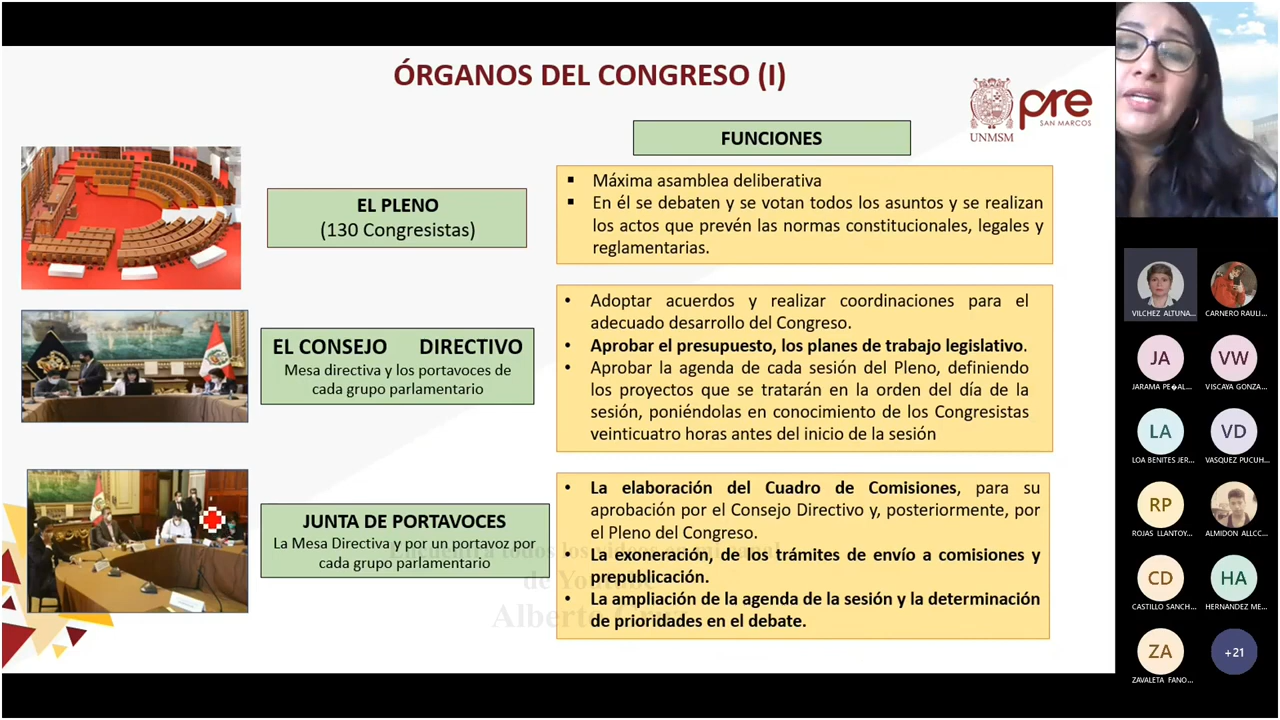 ÓRGANOS DEL CONGRESO (I)
UNMSM
pre
SAN MARCOS
FUNCIONES
EL PLENO
(130 Congresistas)
▪ Máxima asamblea deliberativa
▪ En él se debaten y se votan todos los asuntos y se realizan
los actos que prevén las normas constitucionales, legales y
reglamentarias.
EL CONSEJO DIRECTIVO
Mesa directiva y los portavoces de
cada grupo parlamentario
• Adoptar acuerdos y realizar coordinaciones para el
adecuado desarrollo del Congreso.
• Aprobar el presupuesto, los planes de trabajo legislativo.
• Aprobar la agenda de cada sesión del Pleno, definiendo
los proyectos que se tratarán en la orden del día de la
sesión, poniéndolas en conocimiento de los Congresistas
veinticuatro horas antes del inicio de la sesión
JUNTA DE PORTAVOCES
La Mesa Directiva y por un portavoz por
cada grupo parlamentario
• La elaboración del Cuadro de Comisiones, para su
aprobación por el Consejo Directivo y, posteriormente, por
el Pleno del Congreso.
• La exoneración, de los trámites de envío a comisiones y
prepublicación.
• La ampliación de la agenda de la sesión y la determinación
de prioridades en el debate.
VILCHEZ ALTUNA...
CARNERO RAULI...
JA
VW
JARAMA PE�AL...
VISCAYA GONZA...
LA
VD
LOA BENITES JER...
VASQUEZ PUCUH...
RP
ROJAS LLANTOY...
ALMIDON ALLCC...
CD
HA
CASTILLO SANCH...
HERNANDEZ ME...
ZA
+21
ZAVALETA FANO...